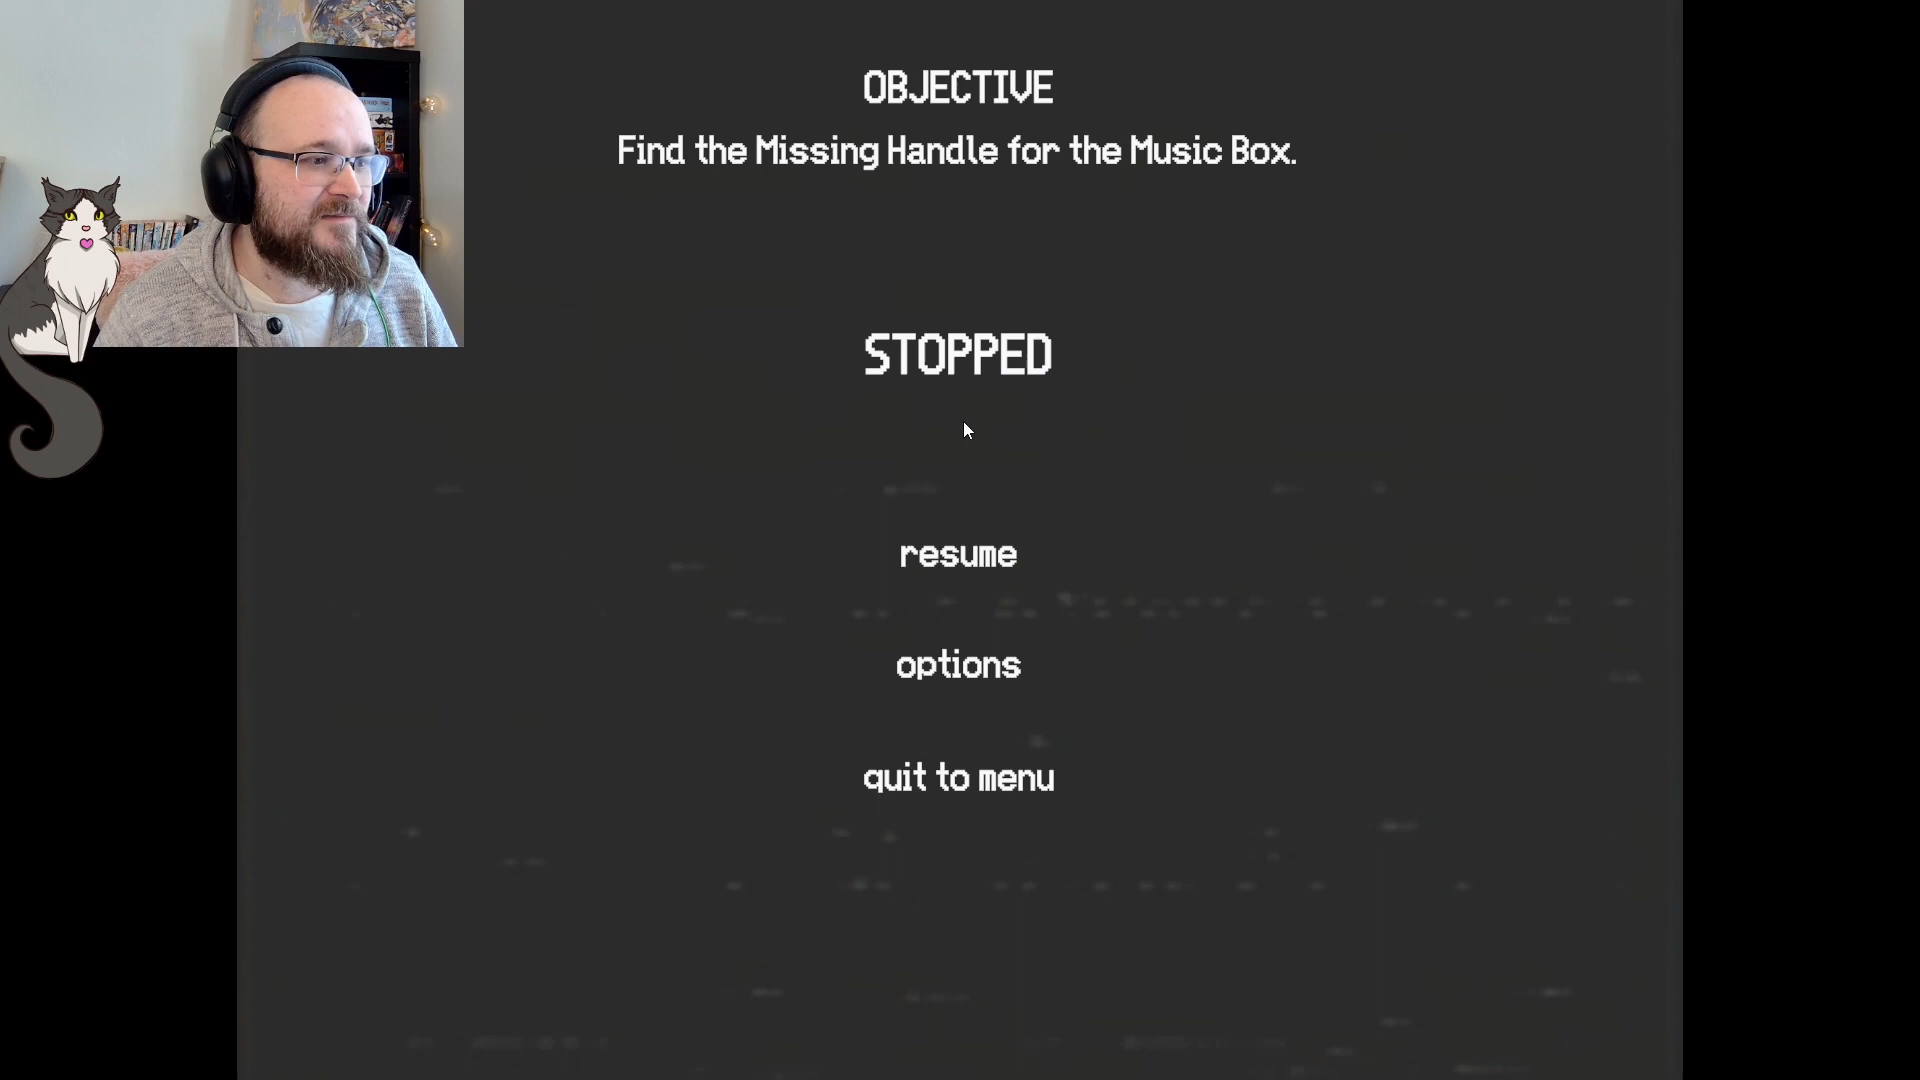 OBJECTIVE
Find the Missing Handle for the Music Box.
STOPPED
resume
options
quit to menu